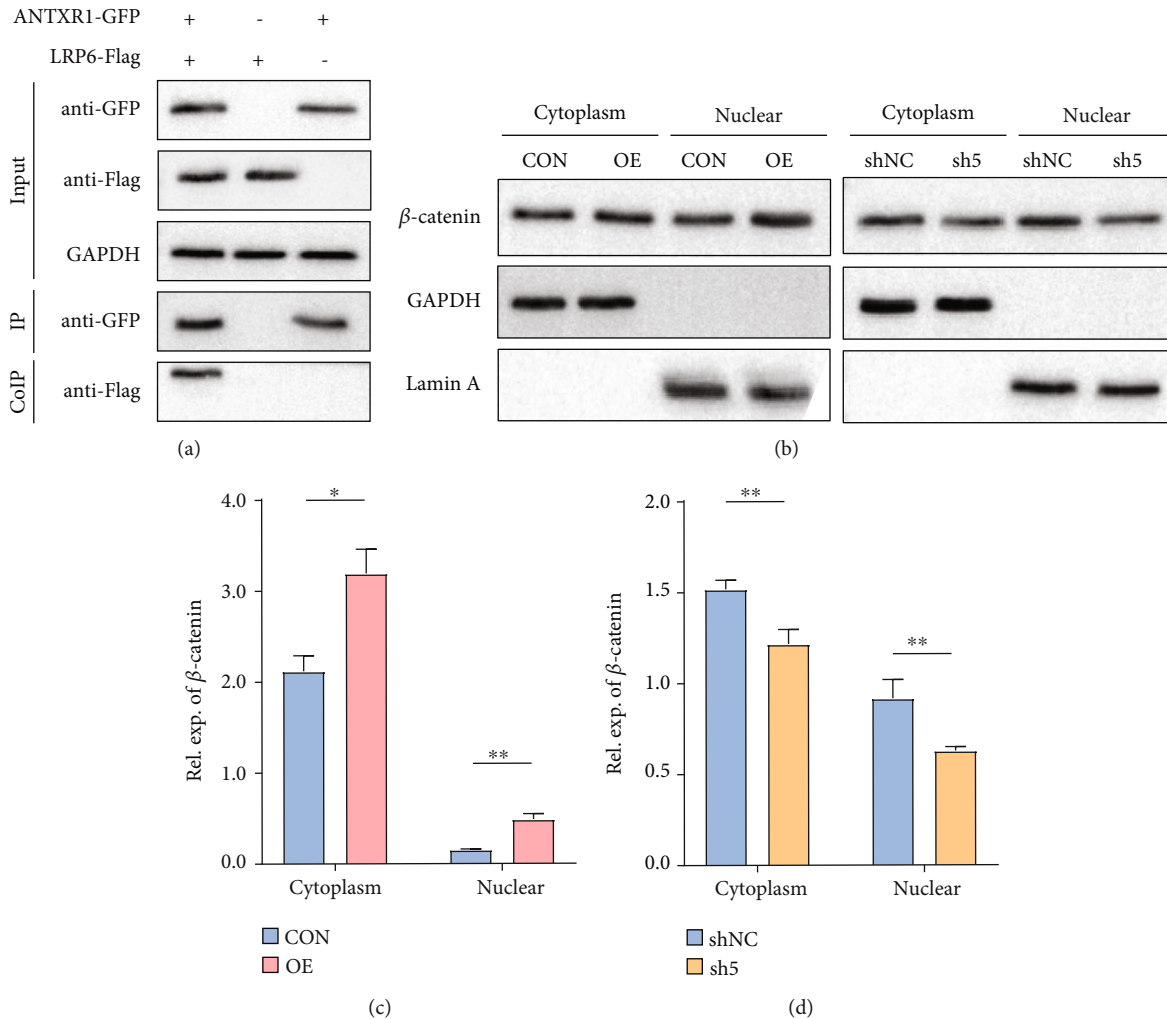 ANTXR1-GFP + - +
LRP6-Flag + + -
Input
anti-GFP
anti-Flag
GAPDH
IP
anti-GFP
CoIP
anti-Flag
(a)
Cytoplasm Nuclear Cytoplasm Nuclear
CON OE CON OE shNC sh5 shNC sh5
β-catenin
GAPDH
Lamin A
(b)
Rel. exp. of β-catenin
4.0
3.0
2.0
1.0
0.0
*
**
Cytoplasm Nuclear
CON
OE
(c)
Rel. exp. of β-catenin
2.0
1.5
1.0
0.5
0.0
**
**
Cytoplasm Nuclear
shNC
sh5
(d)